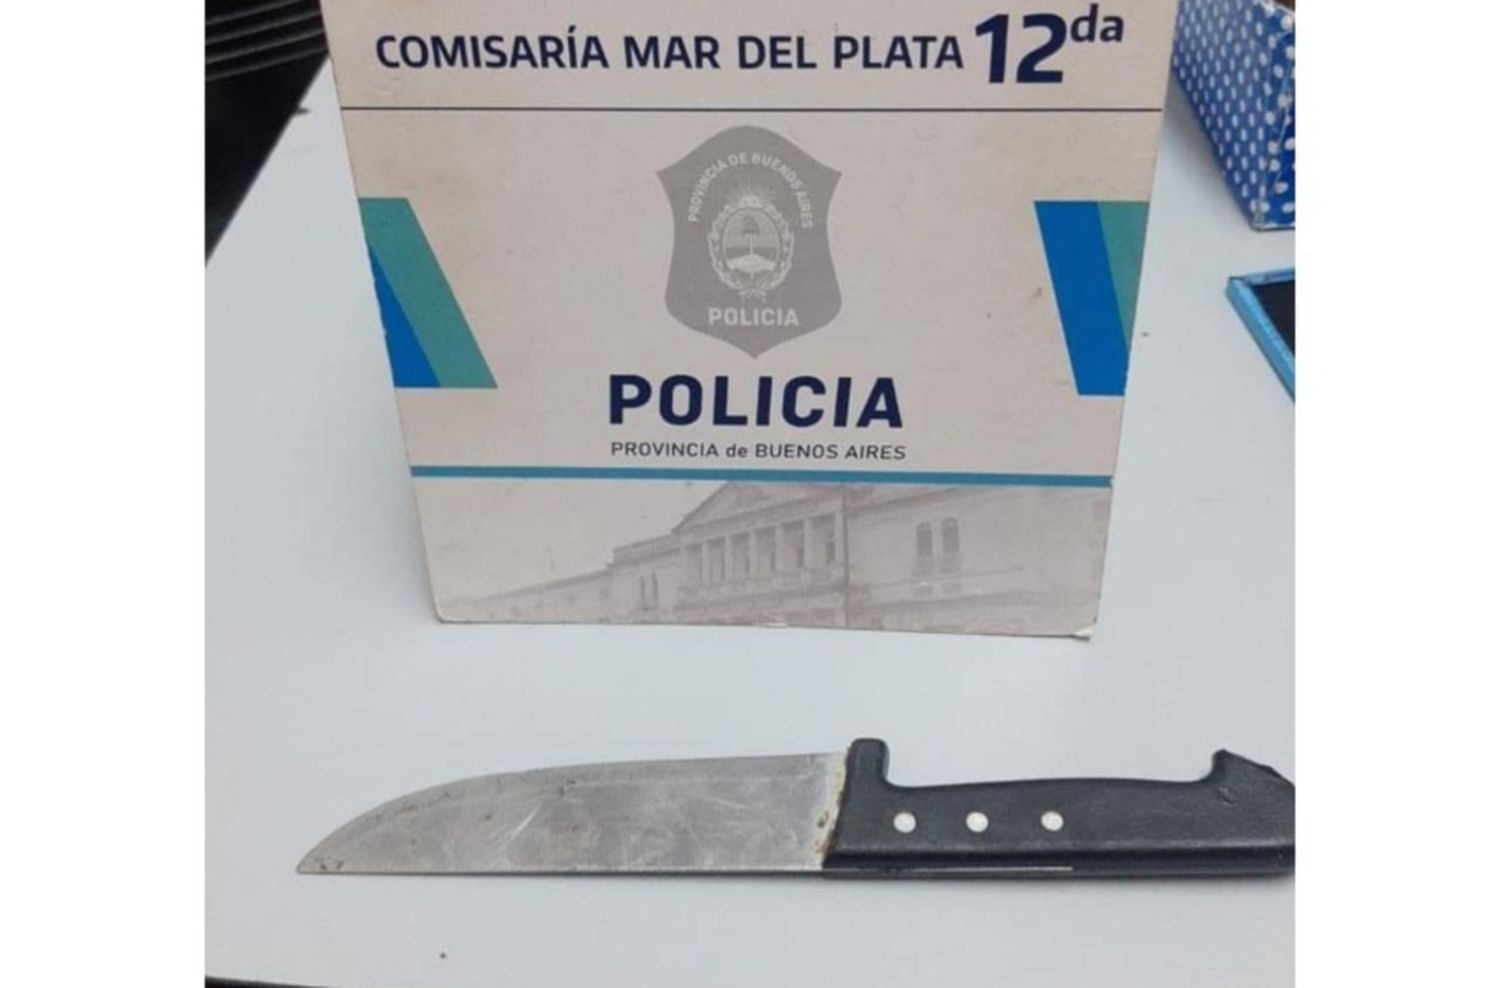 COMISARÍA MAR DEL PLATA 12da
PROVINCIA DE BUENOS AIRES
POLICIA
POLICIA
PROVINCIA de BUENOS AIRES